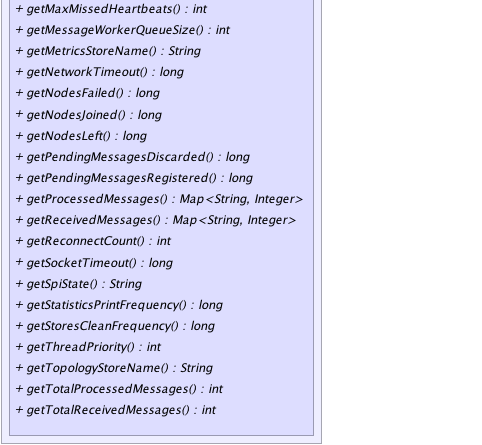 + getMaxMissedHeartbeats() : int
+ getMessageWorkerQueueSize() : int
+ getMetricsStoreName() : String
+ getNetworkTimeout() : long
+ getNodesFailed() : long
+ getNodesJoined() : long
+ getNodesLeft() : long
+ getPendingMessagesDiscarded() : long
+ getPendingMessagesRegistered() : long
+ getProcessedMessages() : Map<String, Integer>
+ getReceivedMessages() : Map<String, Integer>
+ getReconnectCount() : int
+ getSocketTimeout() : long
+ getSpiState() : String
+ getStatisticsPrintFrequency() : long
+ getStoresCleanFrequency() : long
+ getThreadPriority() : int
+ getTopologyStoreName() : String
+ getTotalProcessedMessages() : int
+ getTotalReceivedMessages() : int